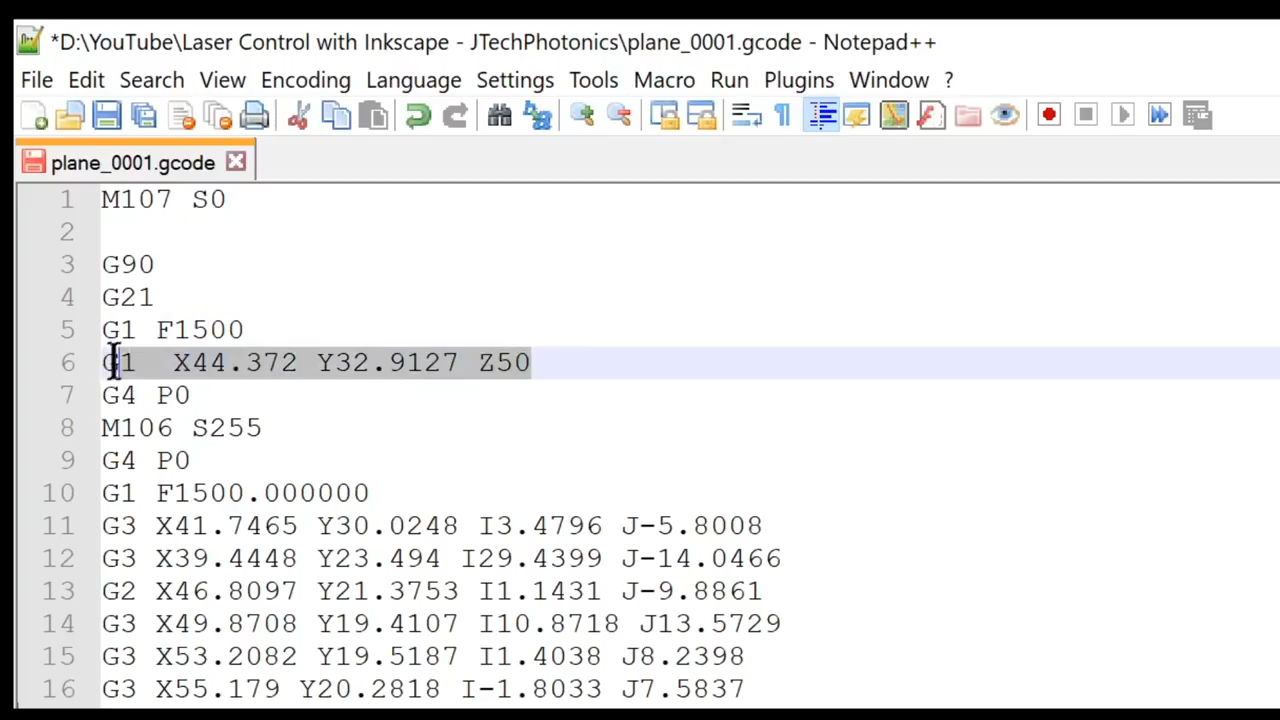 *D:\YouTube\Laser Control with Inkscape - JTechPhotonics\plane_0001.gcode - Notepad++
File Edit Search View Encoding Language Settings Tools Macro Run Plugins Window ?
plane_0001.gcode
1 M107 S0
2
3 G90
4 G21
5 G1 F1500
6 G1  X44.372 Y32.9127 Z50
7 G4 P0
8 M106 S255
9 G4 P0
10 G1 F1500.000000
11 G3 X41.7465 Y30.0248 I3.4796 J-5.8008
12 G3 X39.4448 Y23.494 I29.4399 J-14.0466
13 G2 X46.8097 Y21.3753 I1.1431 J-9.8861
14 G3 X49.8708 Y19.4107 I10.8718 J13.5729
15 G3 X53.2082 Y19.5187 I1.4038 J8.2398
16 G3 X55.179 Y20.2818 I-1.8033 J7.5837